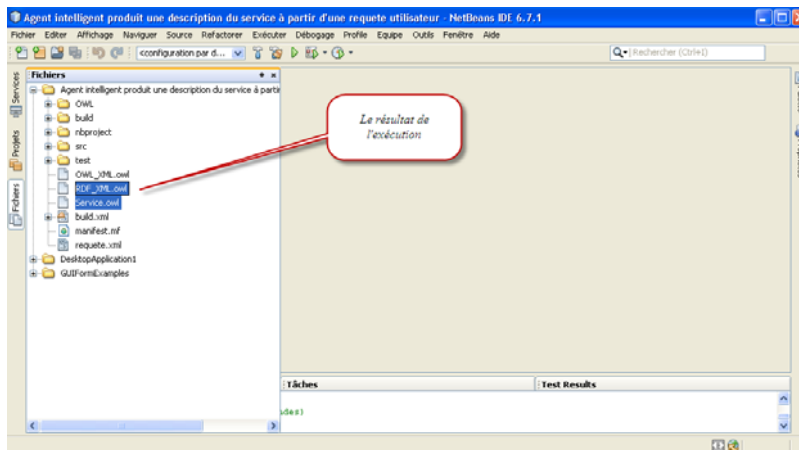 Agent intelligent produit une description du service à partir d'une requete utilisateur - NetBeans IDE 6.7.1
Fichier Editer Affichage Naviguer Source Refactorer Exécuter Débogage Profile Equipe Outils Fenêtre Aide
<configuration par d...
Rechercher (Ctrl+I)
Services
Projets
Fichiers
Fichiers
Agent intelligent produit une description du service à partir
OWL
build
nbproject
src
test
OWL_XML.owl
RDF_XML.owl
Service.owl
build.xml
manifest.mf
requete.xml
DesktopApplication1
GUIFormExamples
Le résultat de
l'exécution
Tâches
Test Results